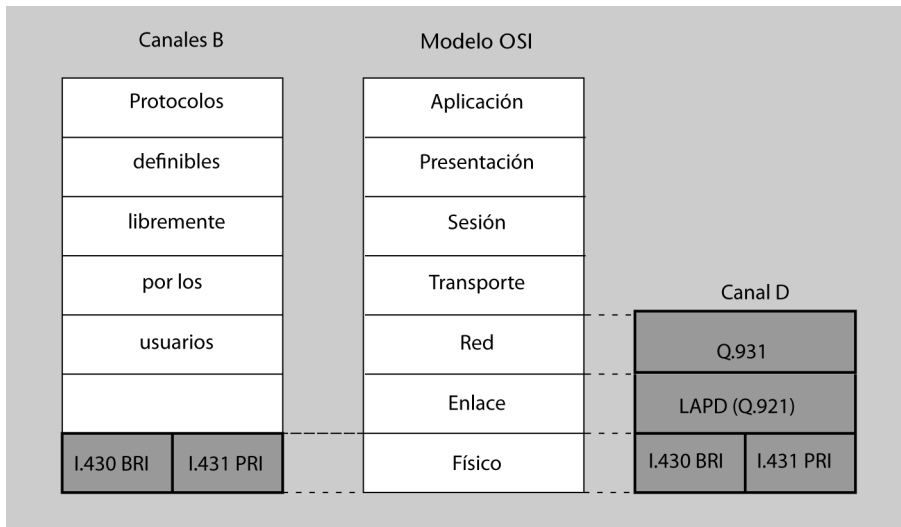 Canales B
Modelo OSI
Protocolos
Aplicación
definibles
Presentación
libremente
Sesión
por los
Transporte
Canal D
usuarios
Red
Q.931
Enlace
LAPD (Q.921)
I.430 BRI
I.431 PRI
Físico
I.430 BRI
I.431 PRI